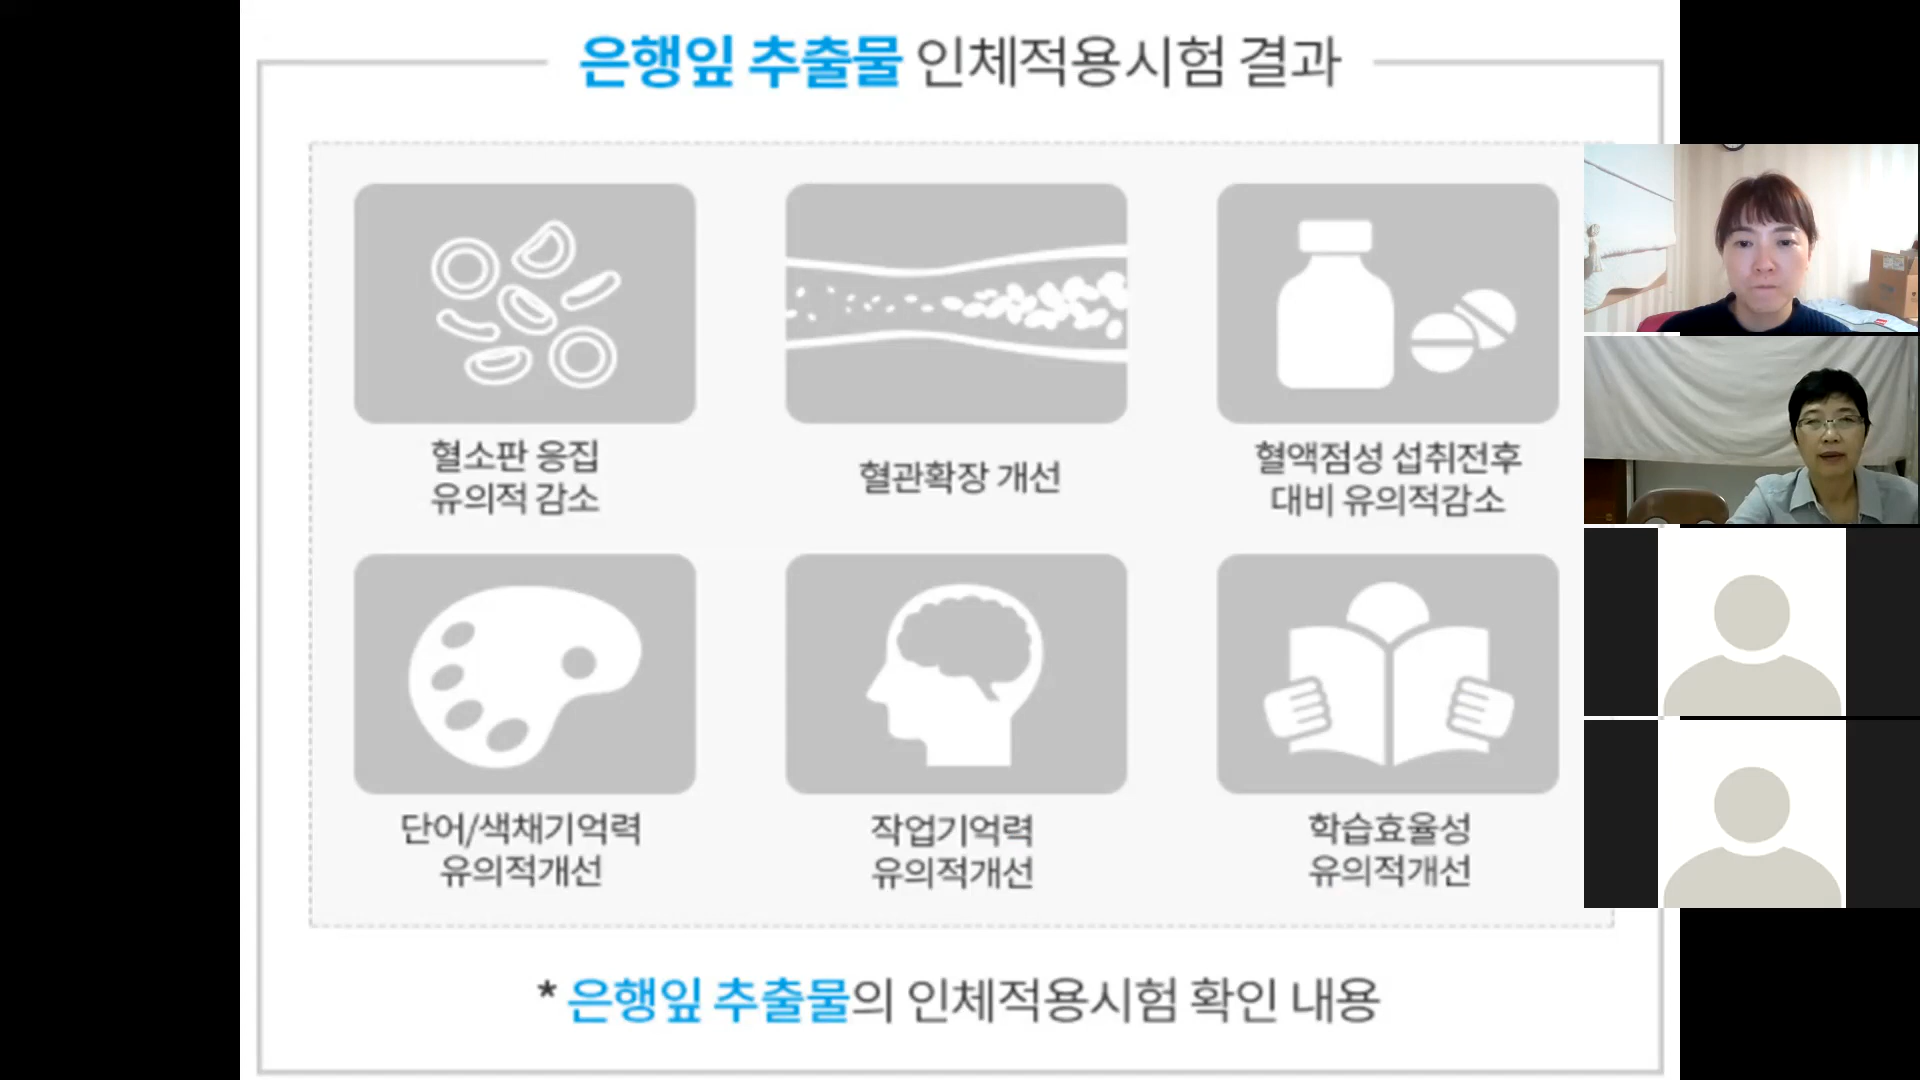 은행잎 추출물 인체적용시험 결과
혈소판 응집
유의적 감소
혈관확장 개선
혈액점성 섭취전후
대비 유의적감소
단어/색채기억력
유의적개선
작업기억력
유의적개선
학습효율성
유의적개선
* 은행잎 추출물의 인체적용시험 확인 내용